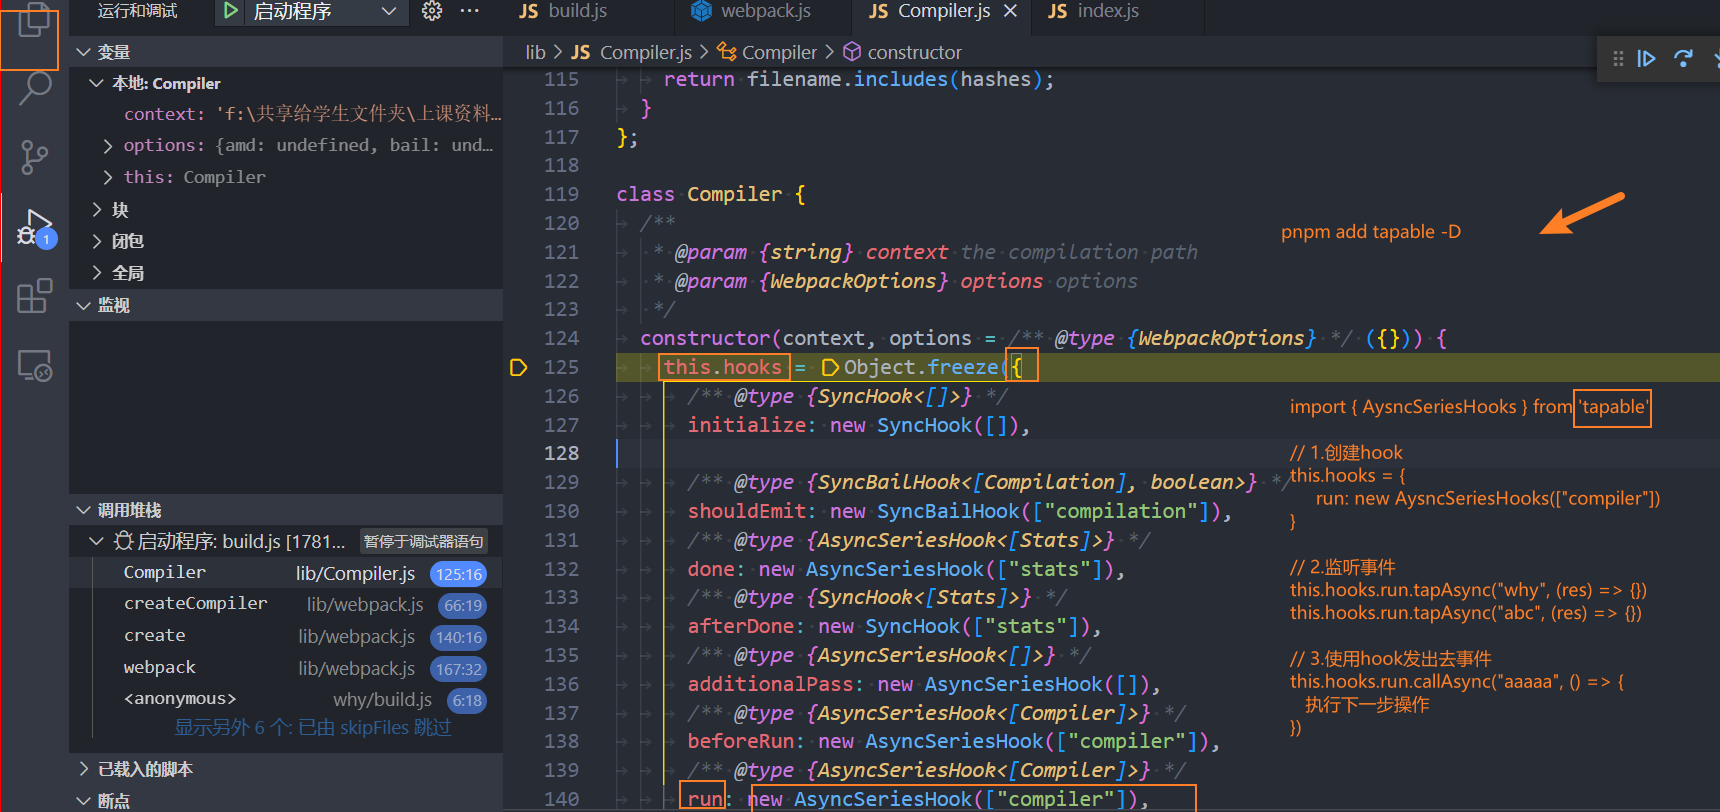 运行和调试
启动程序
变量
本地: Compiler
context: 'f:\共享给学生文件夹\上课资料...
options: {amd: undefined, bail: und...
this: Compiler
块
闭包
全局
监视
调用堆栈
启动程序: build.js [1781... 暂停于调试器语句
Compiler lib/Compiler.js 125:16
createCompiler lib/webpack.js 66:19
create lib/webpack.js 140:16
webpack lib/webpack.js 167:32
<anonymous> why/build.js 6:18
显示另外 6 个: 已由 skipFiles 跳过
已载入的脚本
断点
1
JS build.js
webpack.js
JS Compiler.js
JS index.js
lib > JS Compiler.js > Compiler > constructor
115 return filename.includes(hashes);
116 }
117 };
118
119 class Compiler {
120 /**
121 * @param {string} context the compilation path
122 * @param {WebpackOptions} options options
123 */
124 constructor(context, options = /** @type {WebpackOptions} */ ({})) {
125 this.hooks = Object.freeze({
126 /** @type {SyncHook<[]>} */
127 initialize: new SyncHook([]),
128
129 /** @type {SyncBailHook<[Compilation], boolean>} */
130 shouldEmit: new SyncBailHook(["compilation"]),
131 /** @type {AsyncSeriesHook<[Stats]>} */
132 done: new AsyncSeriesHook(["stats"]),
133 /** @type {SyncHook<[Stats]>} */
134 afterDone: new SyncHook(["stats"]),
135 /** @type {AsyncSeriesHook<[]>} */
136 additionalPass: new AsyncSeriesHook([]),
137 /** @type {AsyncSeriesHook<[Compiler]>} */
138 beforeRun: new AsyncSeriesHook(["compiler"]),
139 /** @type {AsyncSeriesHook<[Compiler]>} */
140 run: new AsyncSeriesHook(["compiler"]),
pnpm add tapable -D
import { AysncSeriesHooks } from 'tapable'
// 1.创建hook
this.hooks = {
run: new AysncSeriesHooks(["compiler"])
}
// 2.监听事件
this.hooks.run.tapAsync("why", (res) => {})
this.hooks.run.tapAsync("abc", (res) => {})
// 3.使用hook发出去事件
this.hooks.run.callAsync("aaaaa", () => {
执行下一步操作
})